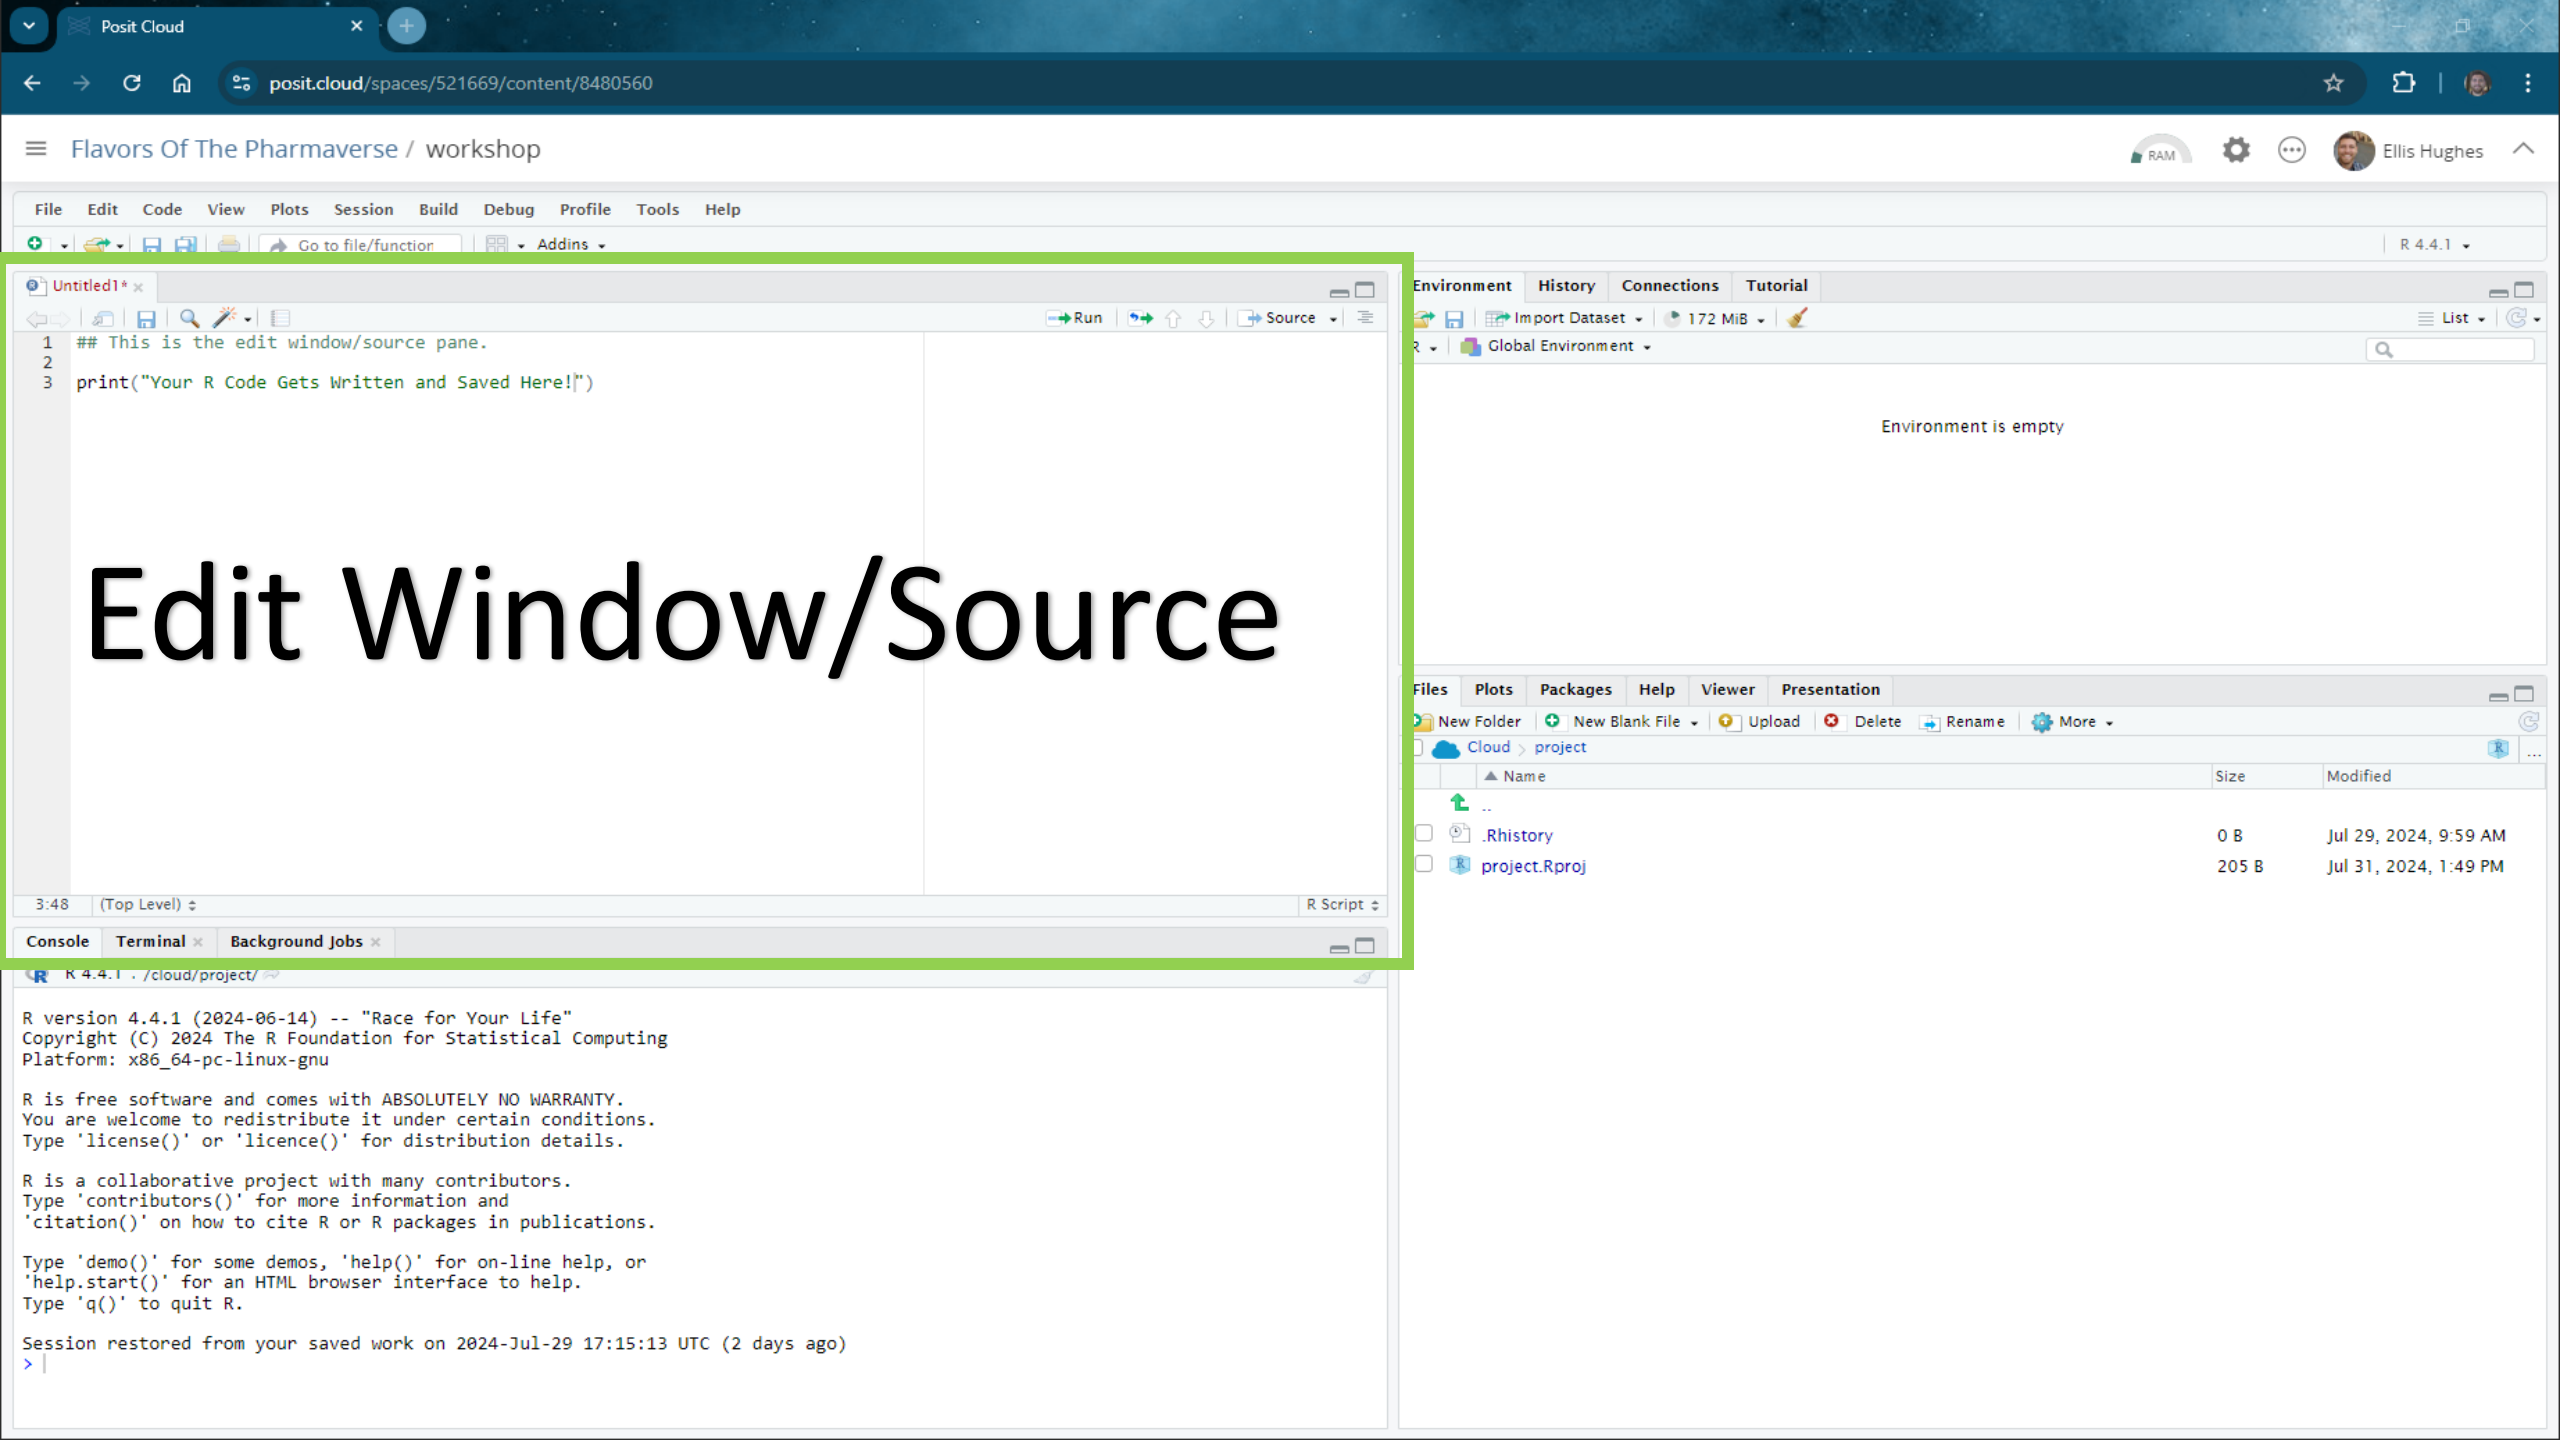 Posit Cloud
posit.cloud/spaces/521669/content/8480560
Flavors Of The Pharmaverse / workshop
RAM
Ellis Hughes
File Edit Code View Plots Session Build Debug Profile Tools Help
Go to file/function Addins
R 4.4.1
Untitled1*
Run Source
1 ## This is the edit window/source pane.
2
3 print("Your R Code Gets Written and Saved Here!")
Edit Window/Source
3:48 (Top Level) R Script
Environment History Connections Tutorial
Import Dataset 172 MiB List
R Global Environment
Environment is empty
Files Plots Packages Help Viewer Presentation
New Folder New Blank File Upload Delete Rename More
Cloud > project ...
Name Size Modified
..
.Rhistory 0 B Jul 29, 2024, 9:59 AM
project.Rproj 205 B Jul 31, 2024, 1:49 PM
Console Terminal Background Jobs
R 4.4.1 . /cloud/project/
R version 4.4.1 (2024-06-14) -- "Race for Your Life"
Copyright (C) 2024 The R Foundation for Statistical Computing
Platform: x86_64-pc-linux-gnu
R is free software and comes with ABSOLUTELY NO WARRANTY.
You are welcome to redistribute it under certain conditions.
Type 'license()' or 'licence()' for distribution details.
R is a collaborative project with many contributors.
Type 'contributors()' for more information and
'citation()' on how to cite R or R packages in publications.
Type 'demo()' for some demos, 'help()' for on-line help, or
'help.start()' for an HTML browser interface to help.
Type 'q()' to quit R.
Session restored from your saved work on 2024-Jul-29 17:15:13 UTC (2 days ago)
>